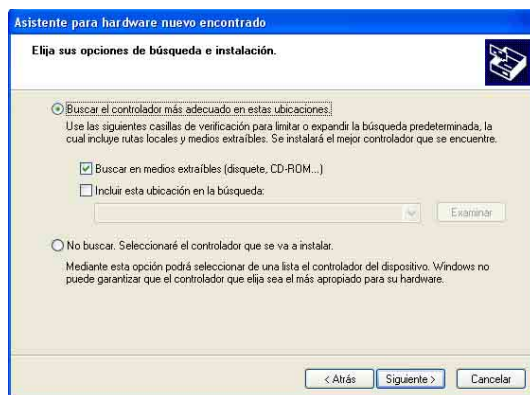 Asistente para hardware nuevo encontrado
Elija sus opciones de búsqueda e instalación.
Buscar el controlador más adecuado en estas ubicaciones.
Use las siguientes casillas de verificación para limitar o expandir la búsqueda predeterminada, la
cual incluye rutas locales y medios extraíbles. Se instalará el mejor controlador que se encuentre.
Buscar en medios extraíbles (disquete, CD-ROM...)
Incluir esta ubicación en la búsqueda:
Examinar
No buscar. Seleccionaré el controlador que se va a instalar.
Mediante esta opción podrá seleccionar de una lista el controlador del dispositivo. Windows no
puede garantizar que el controlador que elija sea el más apropiado para su hardware.
< Atrás Siguiente > Cancelar